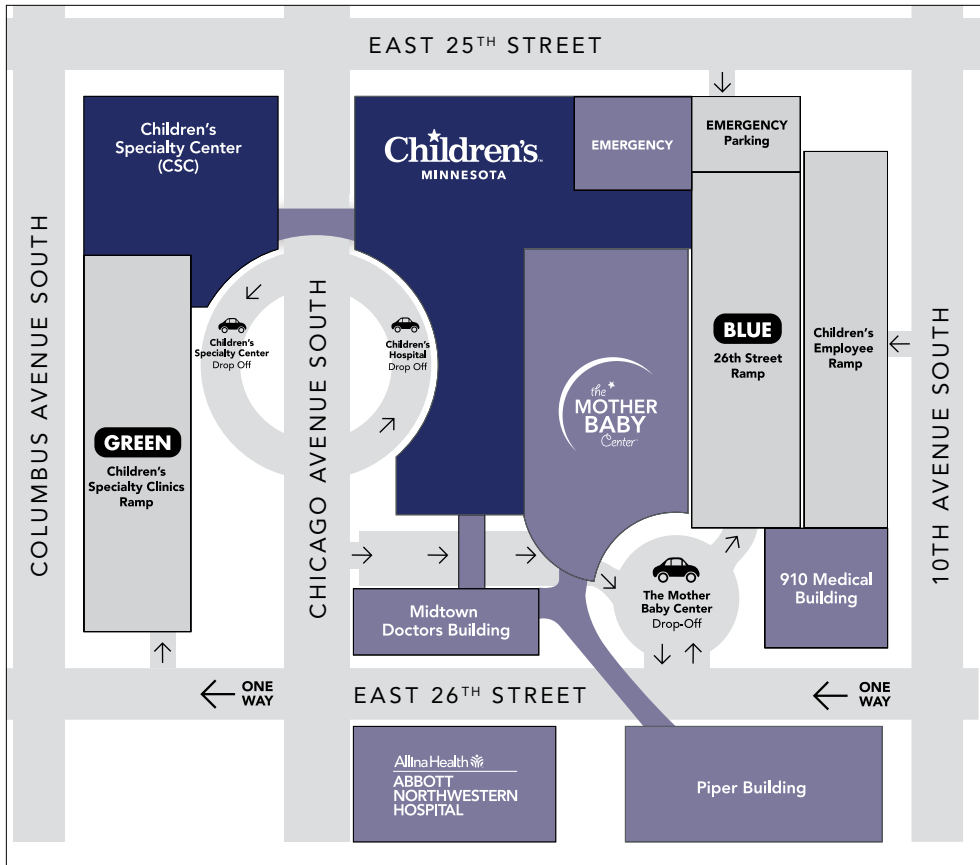 EAST 25TH STREET
Children's
Specialty Center
(CSC)
Children's™
MINNESOTA
EMERGENCY
EMERGENCY
Parking
COLUMBUS AVENUE SOUTH
CHICAGO AVENUE SOUTH
10TH AVENUE SOUTH
Children's
Specialty Center
Drop Off
Children's
Hospital
Drop Off
BLUE
26th Street
Ramp
Children's
Employee
Ramp
the
MOTHER
BABY
Center
GREEN
Children's
Specialty Clinics
Ramp
The Mother
Baby Center
Drop-Off
910 Medical
Building
Midtown
Doctors Building
ONE
WAY
EAST 26TH STREET
ONE
WAY
Allina Health
ABBOTT
NORTHWESTERN
HOSPITAL
Piper Building